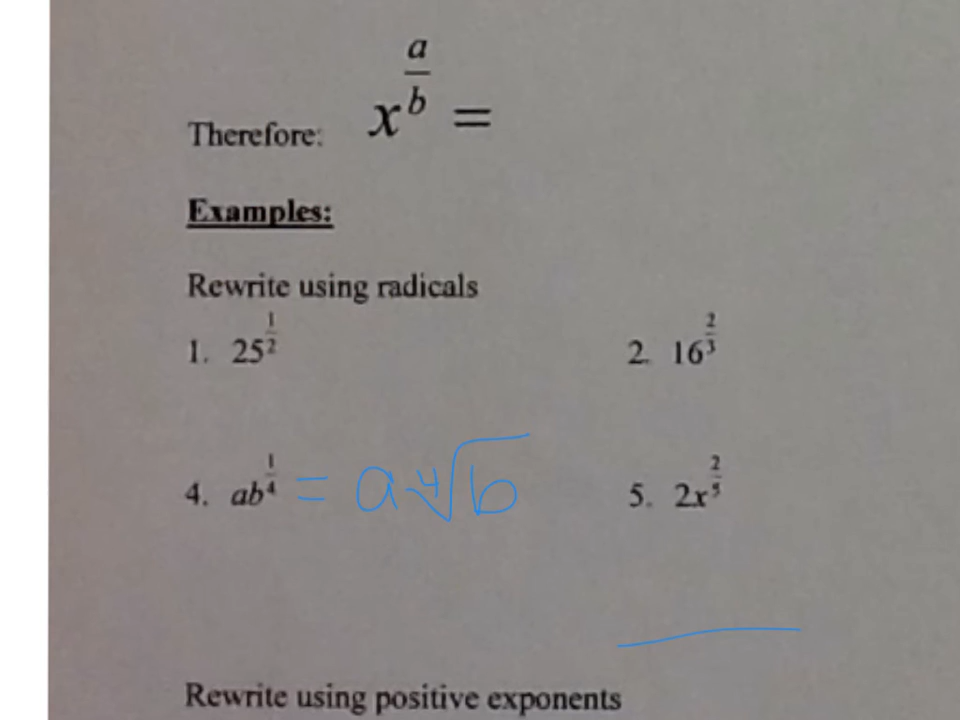 Therefore: x^(a/b) =
Examples:
Rewrite using radicals
1. 25^(1/2) 2. 16^(2/3)
4. ab^(1/4) = a ∜b 5. 2x^(2/5)
Rewrite using positive exponents